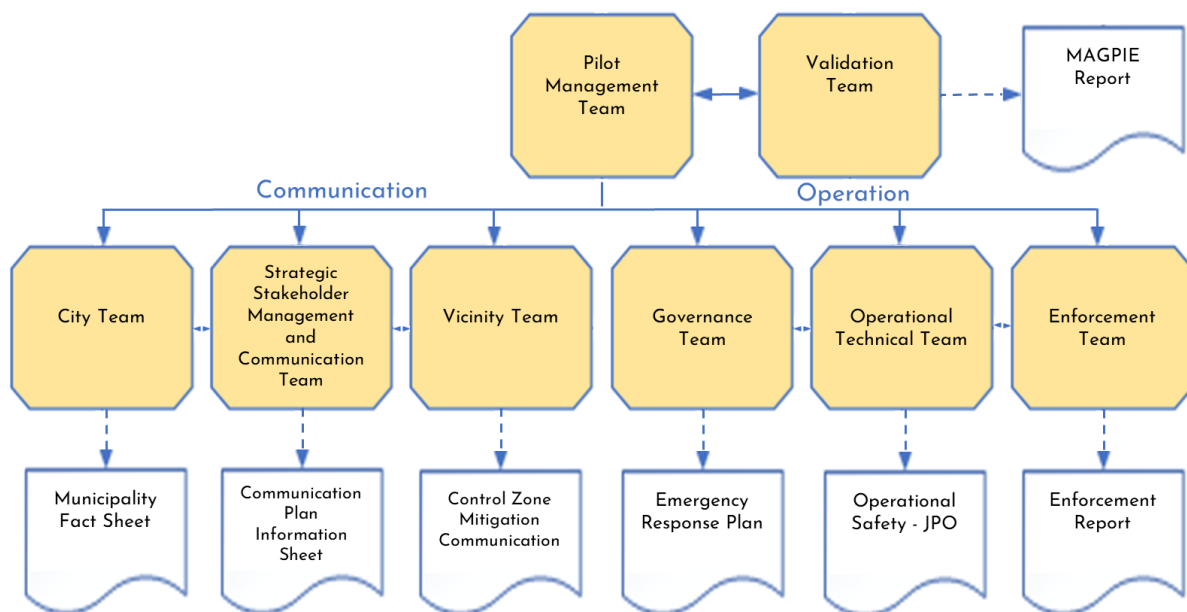 Pilot
Management
Team
Validation
Team
MAGPIE
Report
Communication
Operation
City Team
Strategic
Stakeholder
Management
and
Communication
Team
Vicinity Team
Governance
Team
Operational
Technical Team
Enforcement
Team
Municipality
Fact Sheet
Communication
Plan
Information
Sheet
Control Zone
Mitigation
Communication
Emergency
Response Plan
Operational
Safety - JPO
Enforcement
Report